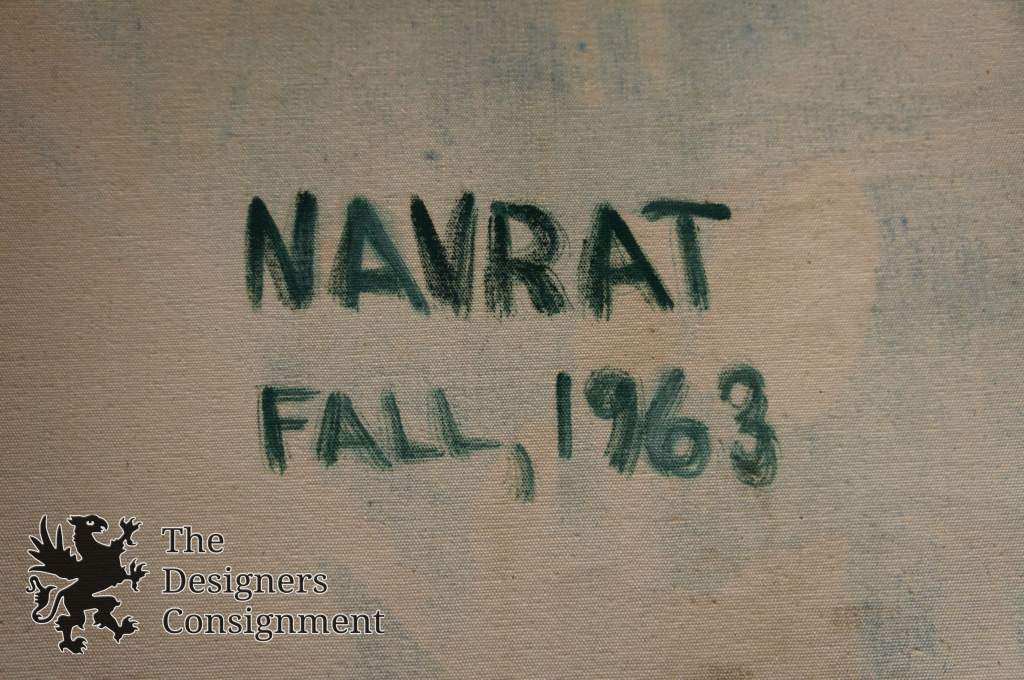 NAVRAT
FALL, 1963
The
Designers
Consignment